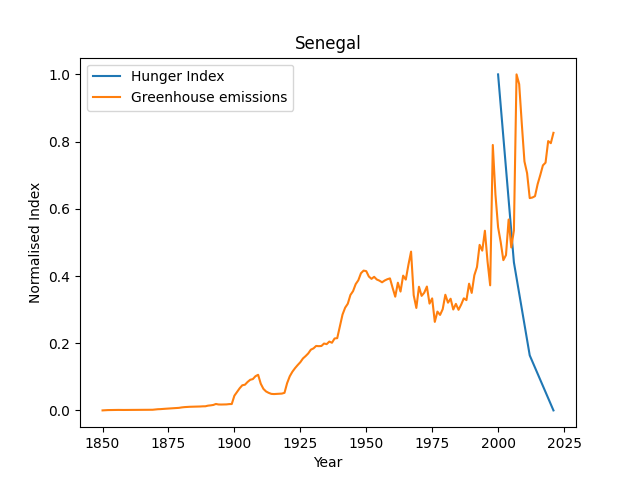 Senegal
Hunger Index
Greenhouse emissions
Normalised Index
1.0
0.8
0.6
0.4
0.2
0.0
1850 1875 1900 1925 1950 1975 2000 2025
Year